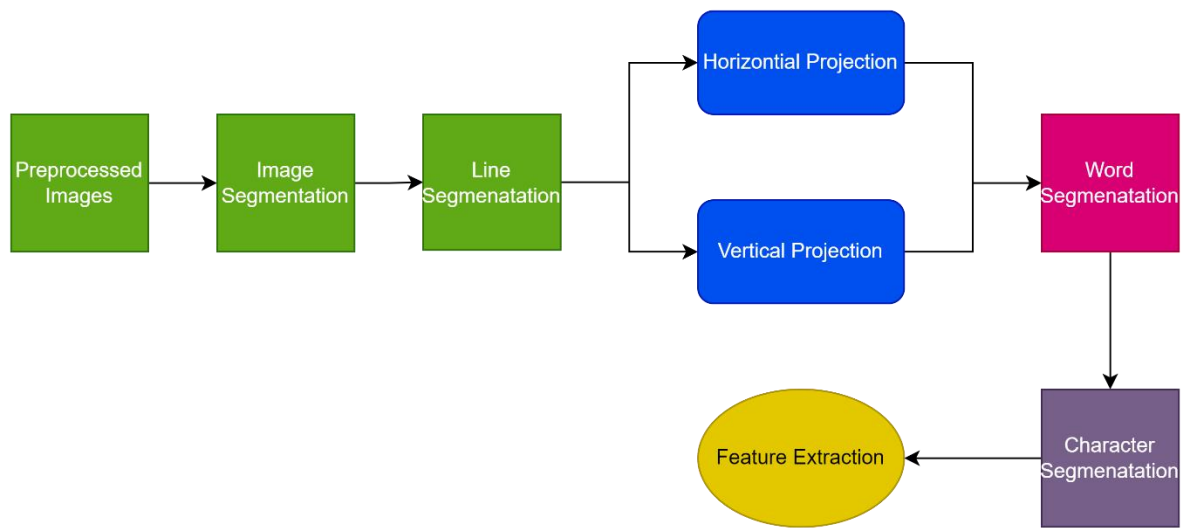 Preprocessed
Images
Image
Segmentation
Line
Segmenatation
Horizontial Projection
Vertical Projection
Word
Segmenatation
Character
Segmenatation
Feature Extraction